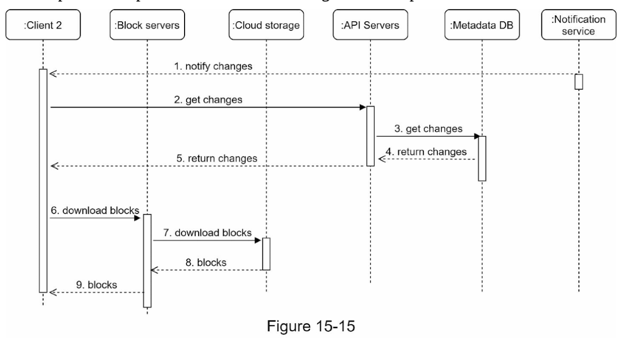 :Client 2
:Block servers
:Cloud storage
:API Servers
:Metadata DB
:Notification
service
1. notify changes
2. get changes
3. get changes
4. return changes
5. return changes
6. download blocks
7. download blocks
8. blocks
9. blocks
Figure 15-15